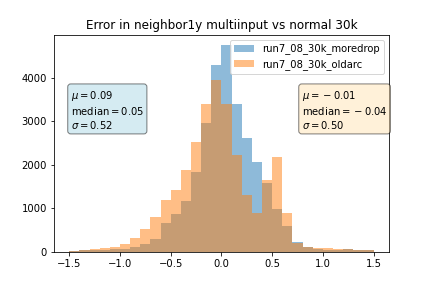 Error in neighbor1y multiinput vs normal 30k
run7_08_30k_moredrop
run7_08_30k_oldarc
μ = 0.09
median = 0.05
σ = 0.52
μ = −0.01
median = −0.04
σ = 0.50
4000
3000
2000
1000
0
−1.5
−1.0
−0.5
0.0
0.5
1.0
1.5